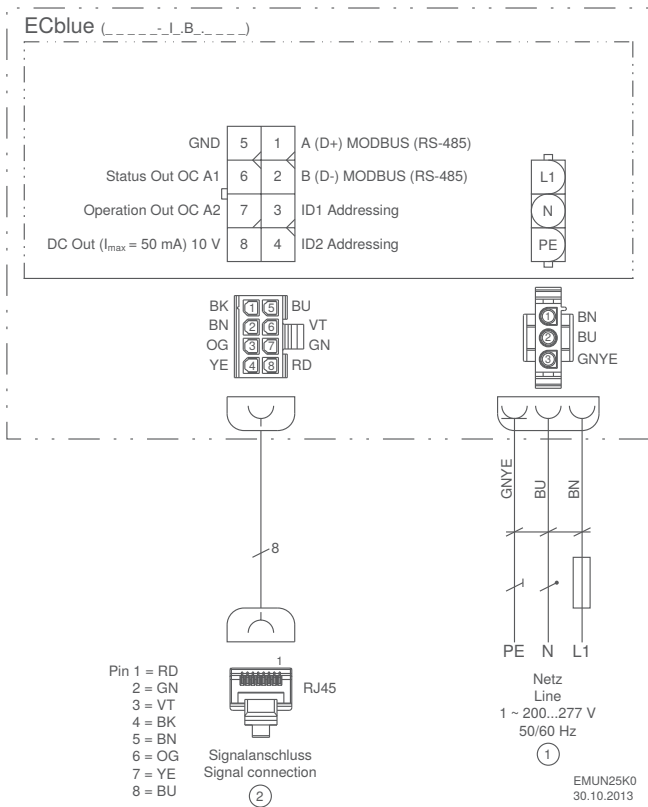 ECblue (_ _ _ _ _-_I_.B_._ _ _ _)
GND 5 1 A (D+) MODBUS (RS-485)
Status Out OC A1 6 2 B (D-) MODBUS (RS-485)
Operation Out OC A2 7 3 ID1 Addressing
DC Out (Imax = 50 mA) 10 V 8 4 ID2 Addressing
L1
N
PE
BK 1 5 BU
BN 2 6 VT
OG 3 7 GN
YE 4 8 RD
1 BN
2 BU
3 GNYE
GNYE
BU
BN
8
PE N L1
Netz
Line
1 ~ 200...277 V
50/60 Hz
1
1
RJ45
Pin 1 = RD
2 = GN
3 = VT
4 = BK
5 = BN
6 = OG
7 = YE
8 = BU
Signalanschluss
Signal connection
2
EMUN25K0
30.10.2013